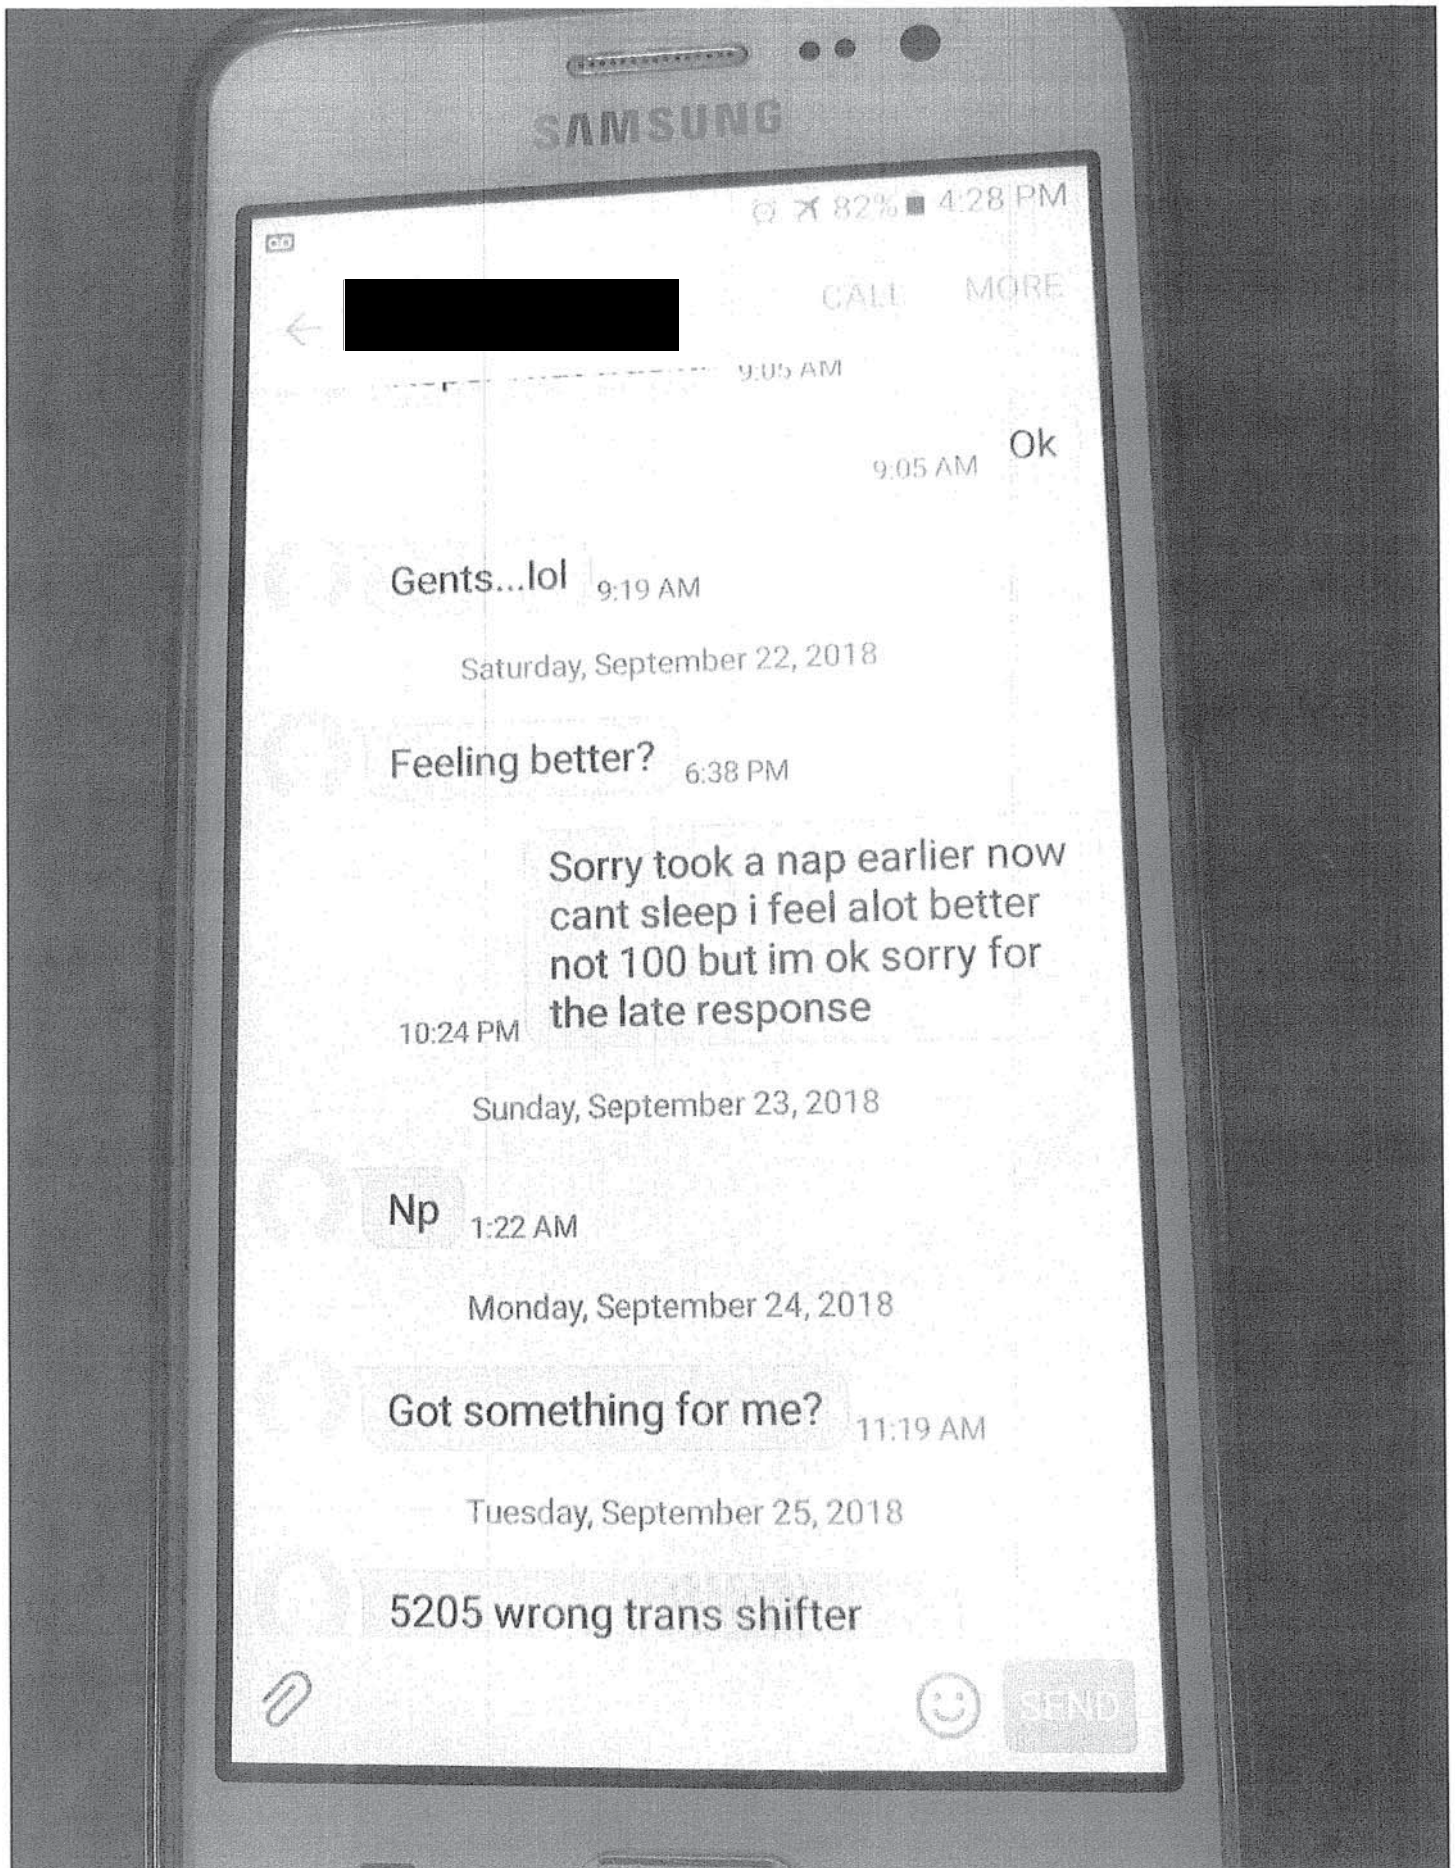 SAMSUNG
82% 4:28 PM
CALL MORE
9:05 AM
Ok
9:05 AM
Gents...lol 9:19 AM
Saturday, September 22, 2018
Feeling better? 6:38 PM
Sorry took a nap earlier now
cant sleep i feel alot better
not 100 but im ok sorry for
the late response
10:24 PM
Sunday, September 23, 2018
Np 1:22 AM
Monday, September 24, 2018
Got something for me? 11:19 AM
Tuesday, September 25, 2018
5205 wrong trans shifter
SEND